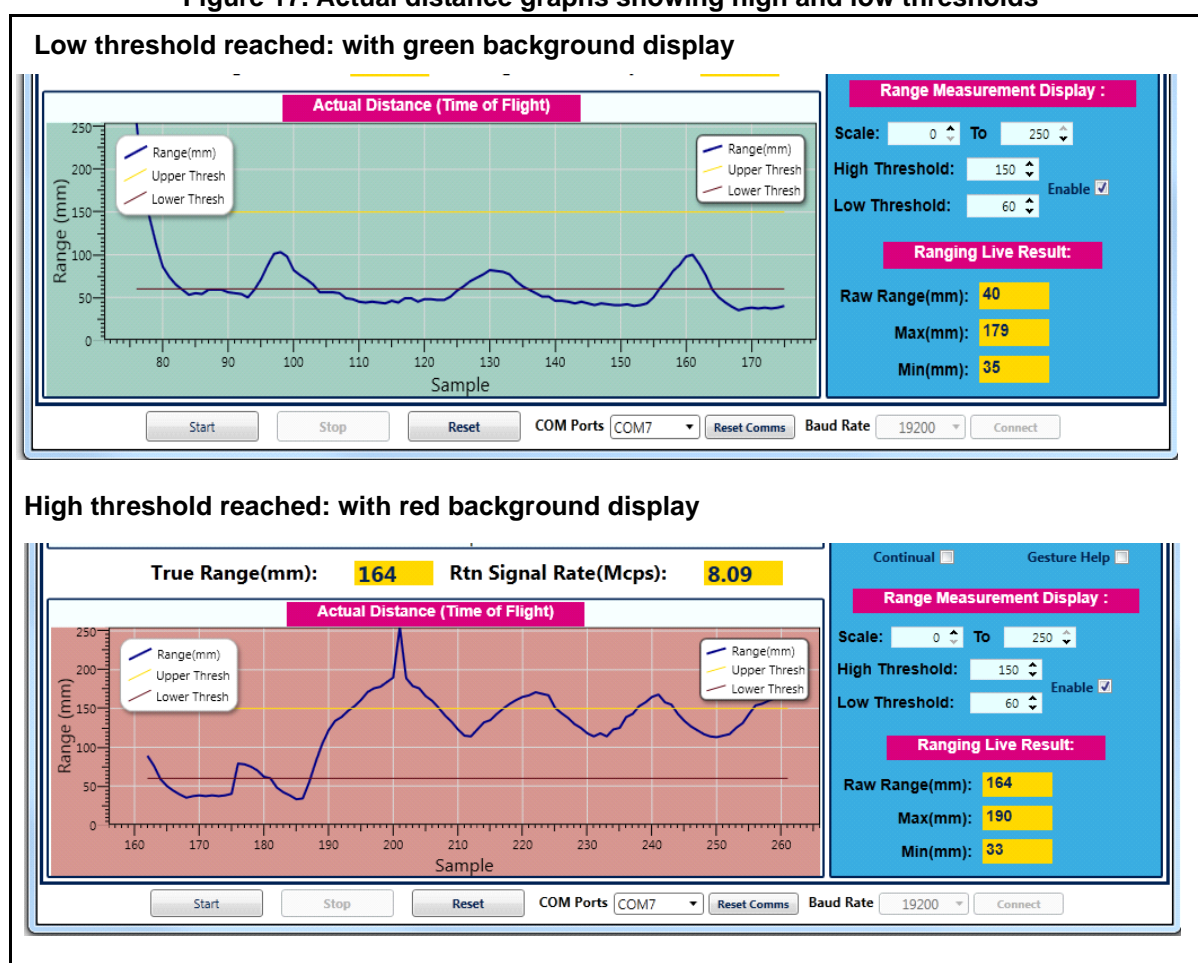 Figure 17. Actual distance graphs showing high and low thresholds
Low threshold reached: with green background display
Actual Distance (Time of Flight)
Range(mm)
Upper Thresh
Lower Thresh
Range(mm)
Upper Thresh
Lower Thresh
250
200
150
100
50
0
Range (mm)
80 90 100 110 120 130 140 150 160 170
Sample
Range Measurement Display :
Scale: 0 To 250
High Threshold: 150
Enable
Low Threshold: 60
Ranging Live Result:
Raw Range(mm): 40
Max(mm): 179
Min(mm): 35
Start Stop Reset COM Ports COM7 Reset Comms Baud Rate 19200 Connect
High threshold reached: with red background display
True Range(mm): 164 Rtn Signal Rate(Mcps): 8.09
Actual Distance (Time of Flight)
Range(mm)
Upper Thresh
Lower Thresh
Range(mm)
Upper Thresh
Lower Thresh
250
200
150
100
50
0
Range (mm)
160 170 180 190 200 210 220 230 240 250 260
Sample
Continual Gesture Help
Range Measurement Display :
Scale: 0 To 250
High Threshold: 150
Enable
Low Threshold: 60
Ranging Live Result:
Raw Range(mm): 164
Max(mm): 190
Min(mm): 33
Start Stop Reset COM Ports COM7 Reset Comms Baud Rate 19200 Connect